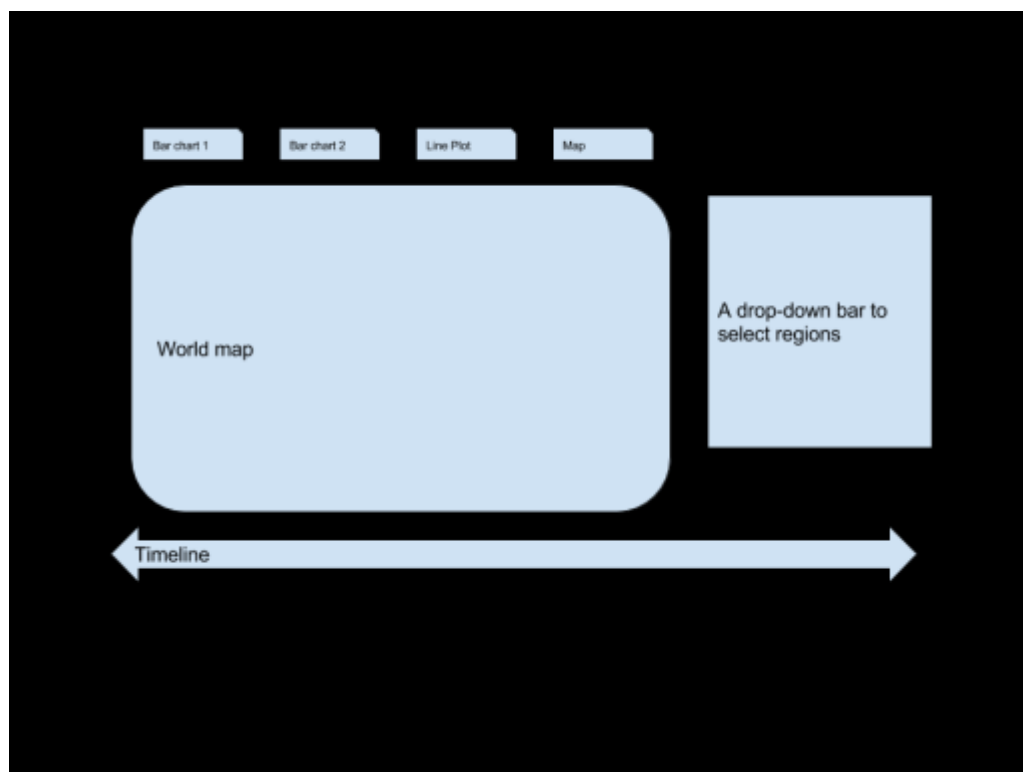 Bar chart 1
Bar chart 2
Line Plot
Map
World map
A drop-down bar to
select regions
Timeline